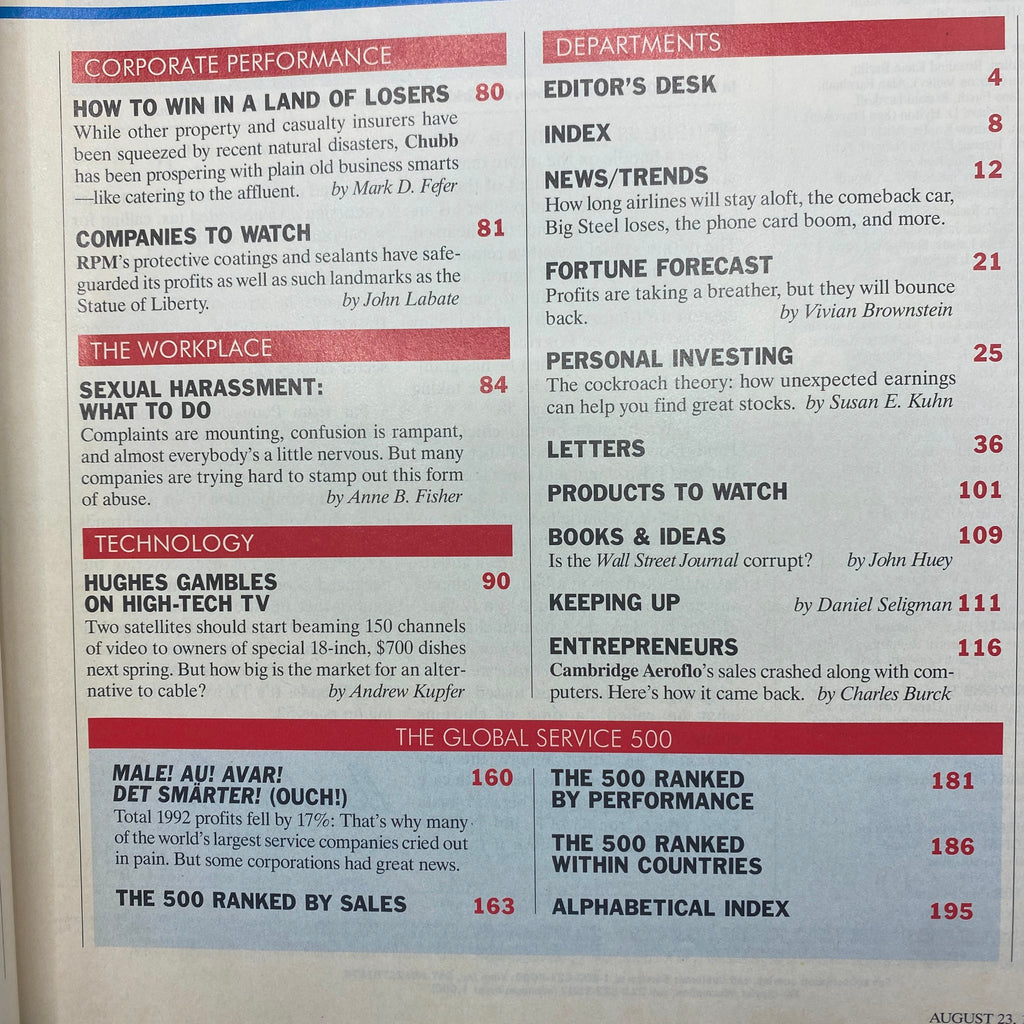 CORPORATE PERFORMANCE
HOW TO WIN IN A LAND OF LOSERS 80
While other property and casualty insurers have
been squeezed by recent natural disasters, Chubb
has been prospering with plain old business smarts
—like catering to the affluent. by Mark D. Fefer
COMPANIES TO WATCH 81
RPM's protective coatings and sealants have safe-
guarded its profits as well as such landmarks as the
Statue of Liberty. by John Labate
THE WORKPLACE
SEXUAL HARASSMENT: 84
WHAT TO DO
Complaints are mounting, confusion is rampant,
and almost everybody's a little nervous. But many
companies are trying hard to stamp out this form
of abuse. by Anne B. Fisher
TECHNOLOGY
HUGHES GAMBLES 90
ON HIGH-TECH TV
Two satellites should start beaming 150 channels
of video to owners of special 18-inch, $700 dishes
next spring. But how big is the market for an alter-
native to cable? by Andrew Kupfer
DEPARTMENTS
EDITOR'S DESK 4
INDEX 8
NEWS/TRENDS 12
How long airlines will stay aloft, the comeback car,
Big Steel loses, the phone card boom, and more.
FORTUNE FORECAST 21
Profits are taking a breather, but they will bounce
back. by Vivian Brownstein
PERSONAL INVESTING 25
The cockroach theory: how unexpected earnings
can help you find great stocks. by Susan E. Kuhn
LETTERS 36
PRODUCTS TO WATCH 101
BOOKS & IDEAS 109
Is the Wall Street Journal corrupt? by John Huey
KEEPING UP by Daniel Seligman 111
ENTREPRENEURS 116
Cambridge Aeroflo's sales crashed along with com-
puters. Here's how it came back. by Charles Burck
THE GLOBAL SERVICE 500
MALE! AU! AVAR! 160
DET SMÄRTER! (OUCH!)
Total 1992 profits fell by 17%: That's why many
of the world's largest service companies cried out
in pain. But some corporations had great news.
THE 500 RANKED BY SALES 163
THE 500 RANKED 181
BY PERFORMANCE
THE 500 RANKED 186
WITHIN COUNTRIES
ALPHABETICAL INDEX 195
AUGUST 23,